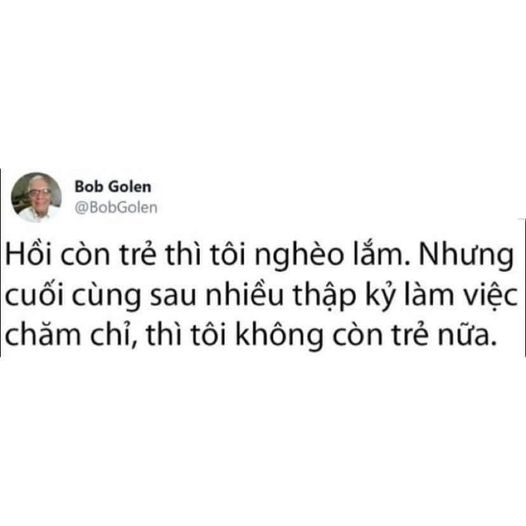 Bob Golen
@BobGolen
Hồi còn trẻ thì tôi nghèo lắm. Nhưng
cuối cùng sau nhiều thập kỷ làm việc
chăm chỉ, thì tôi không còn trẻ nữa.